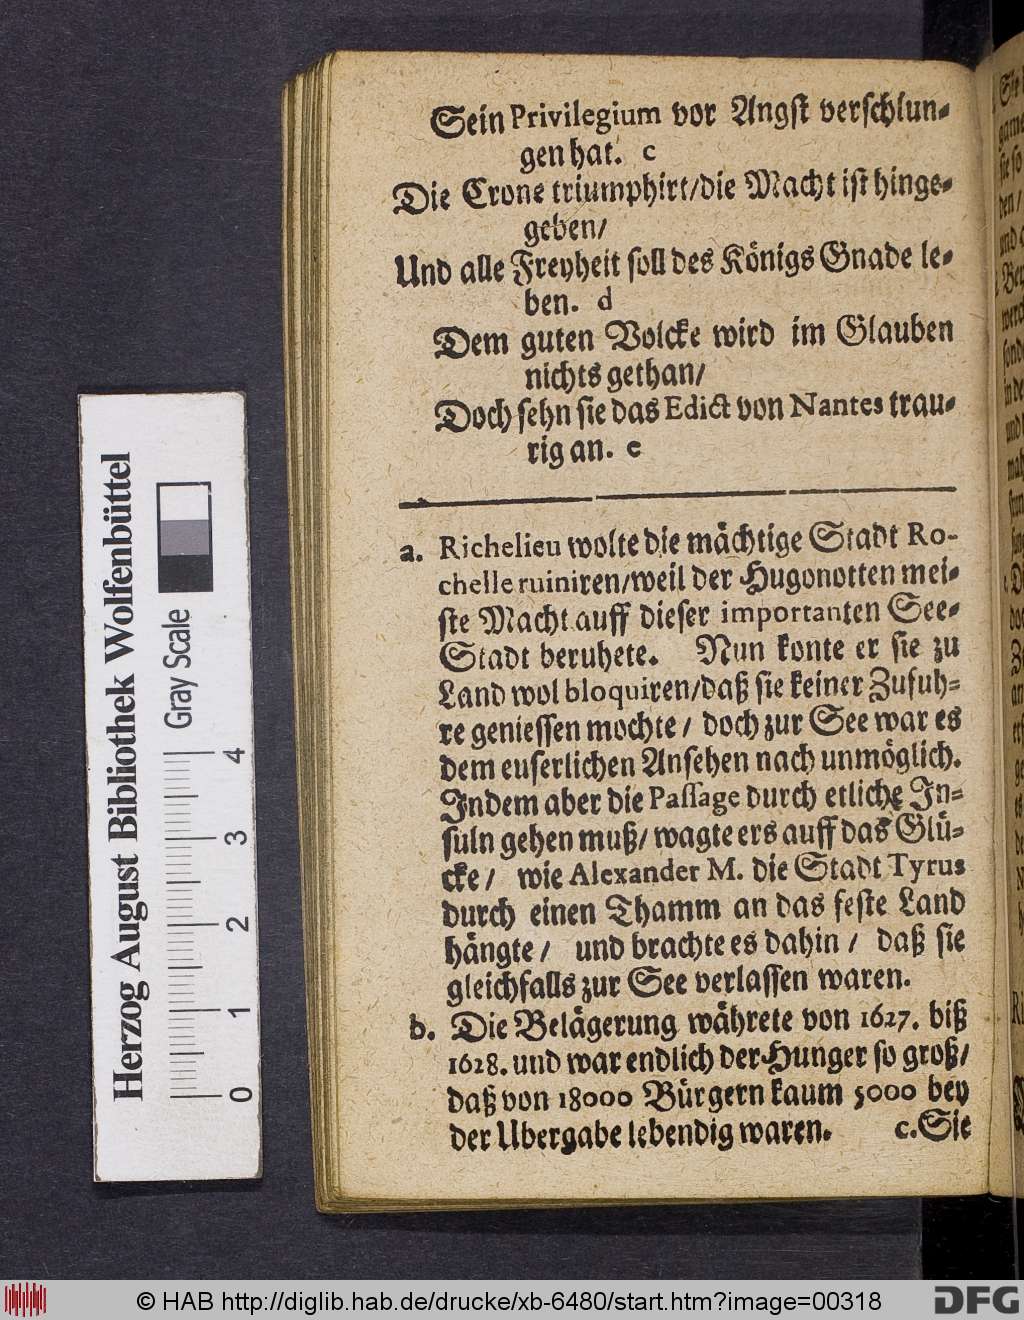 Sein Privilegium vor Angst verschlun-
gen hat. c
Die Crone triumphirt/die Macht ist hinge-
geben/
Und alle Freyheit soll des Königs Gnade le-
ben. d
Dem guten Volcke wird im Glauben
nichts gethan/
Doch sehn sie das Edict von Nantes trau-
rig an. e
a. Richelieu wolte die mächtige Stadt Ro-
chelle ruiniren/weil der Hugonotten mei-
ste Macht auff dieser importanten See-
Stadt beruhete. Nun konte er sie zu
Land wol bloquiren/daß sie keiner Zufuh-
re geniessen mochte / doch zur See war es
dem euserlichen Ansehen nach unmöglich.
Indem aber die Passage durch etliche In-
suln gehen muß/ wagte ers auff das Glü-
cke / wie Alexander M. die Stadt Tyrus
durch einen Thamm an das feste Land
hängte / und brachte es dahin / daß sie
gleichfalls zur See verlassen waren.
b. Die Belägerung währete von 1627. biß
1628. und war endlich der Hunger so groß/
daß von 18000 Bürgern kaum 5000 bey
der Ubergabe lebendig waren. c. Sie
Herzog August Bibliothek Wolfenbüttel
Gray Scale
0 1 2 3 4
© HAB http://diglib.hab.de/drucke/xb-6480/start.htm?image=00318
DFG